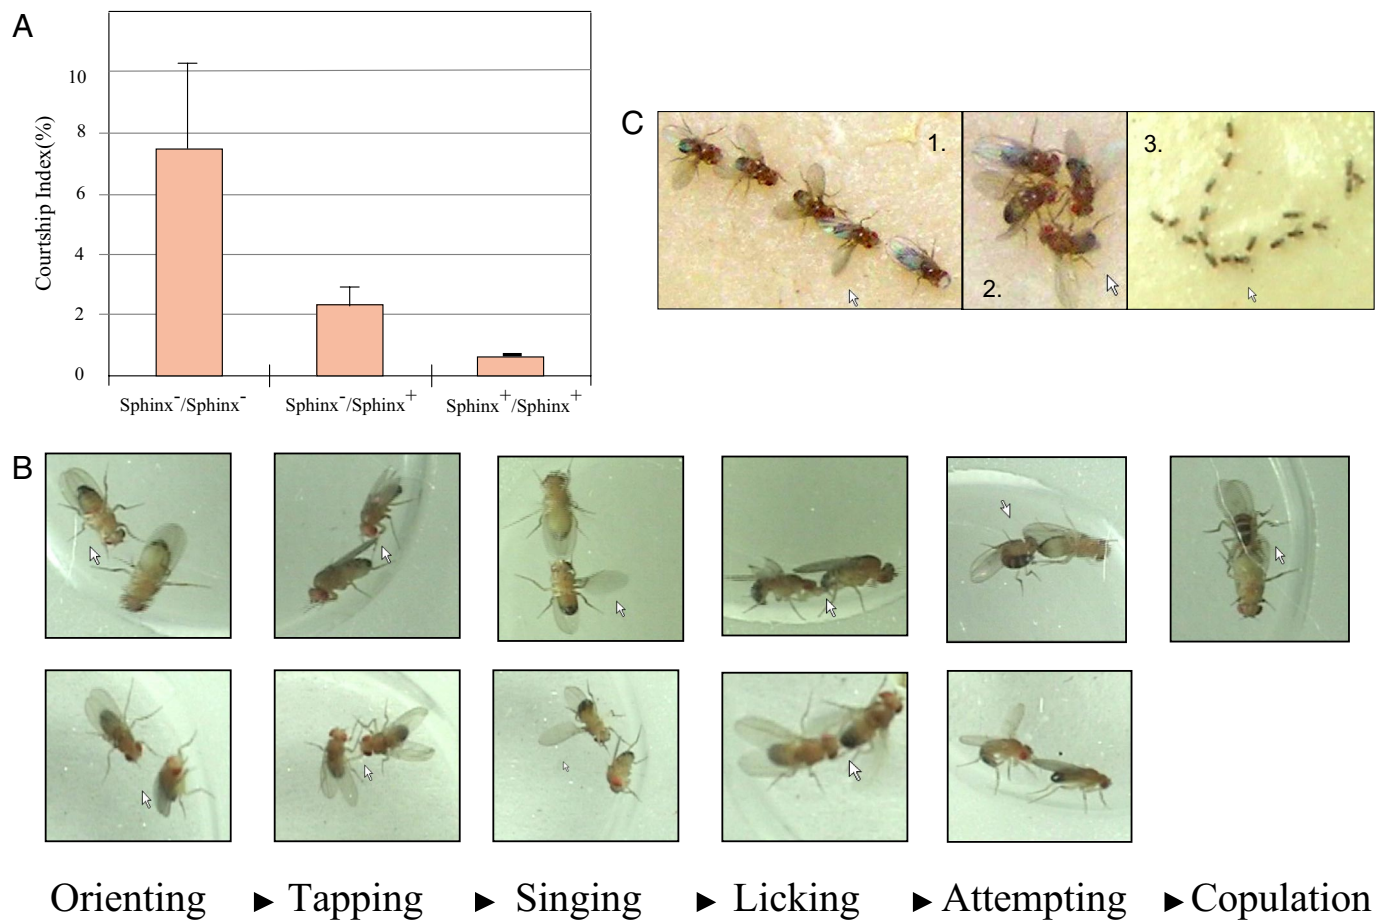 A
Courtship Index(%)
10
8
6
4
2
0
Sphinx⁻/Sphinx⁻
Sphinx⁻/Sphinx⁺
Sphinx⁺/Sphinx⁺
C
1.
2.
3.
B
Orienting ► Tapping ► Singing ► Licking ► Attempting ► Copulation